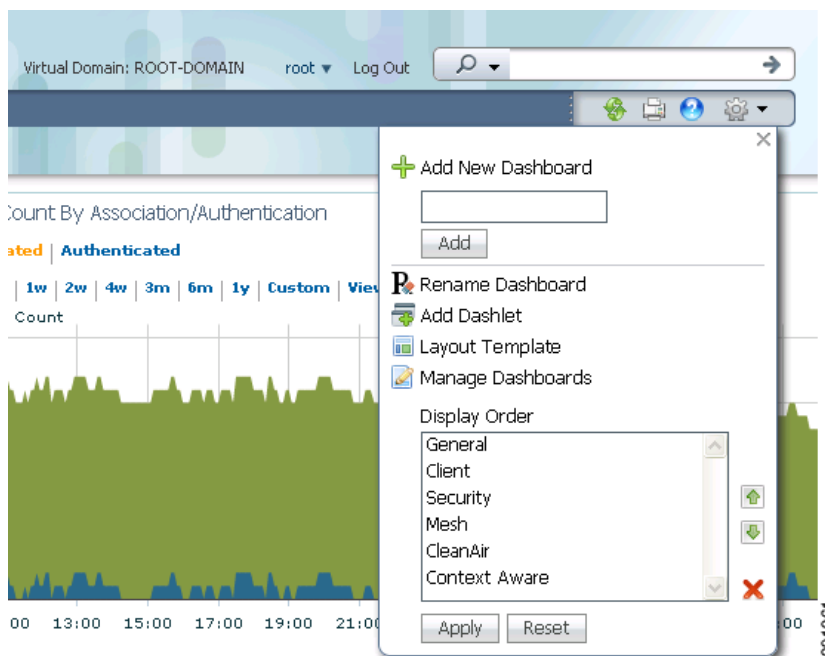 Virtual Domain: ROOT-DOMAIN root Log Out
Add New Dashboard
Add
Count By Association/Authentication
Authenticated
1w | 2w | 4w | 3m | 6m | 1y | Custom |
Count
Rename Dashboard
Add Dashlet
Layout Template
Manage Dashboards
Display Order
General
Client
Security
Mesh
CleanAir
Context Aware
Apply Reset
00 13:00 15:00 17:00 19:00 21:00 :00